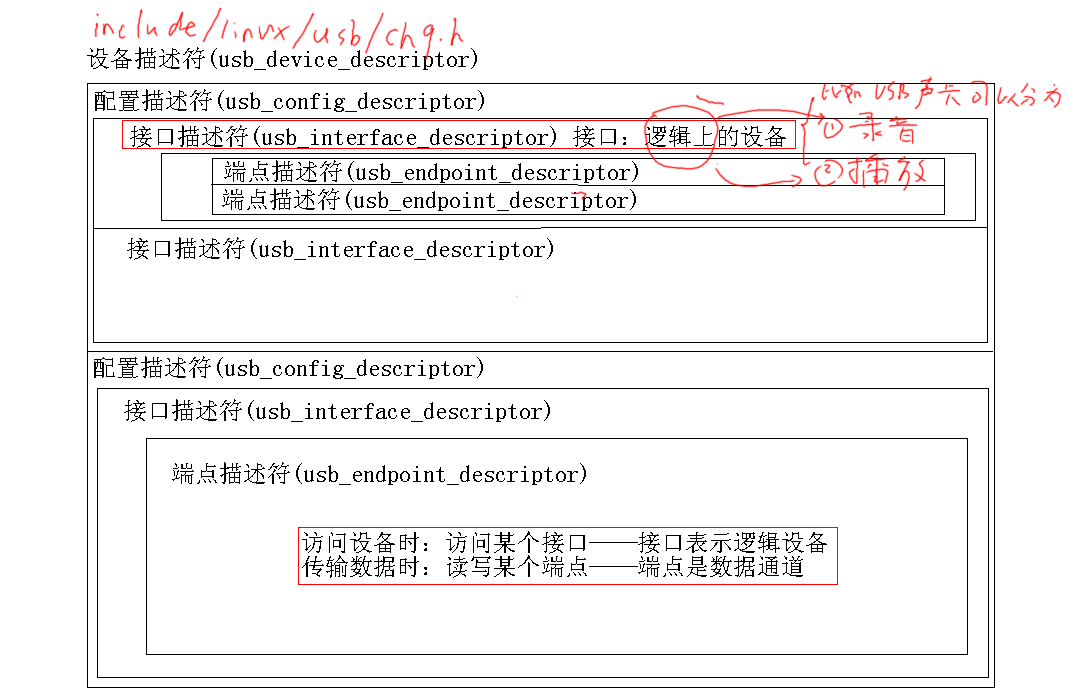 include/linux/usb/ch9.h
设备描述符(usb_device_descriptor)
配置描述符(usb_config_descriptor)
比如 USB声卡可以分为
接口描述符(usb_interface_descriptor) 接口：逻辑上的设备
①录音
端点描述符(usb_endpoint_descriptor)
②播放
端点描述符(usb_endpoint_descriptor)
接口描述符(usb_interface_descriptor)
配置描述符(usb_config_descriptor)
接口描述符(usb_interface_descriptor)
端点描述符(usb_endpoint_descriptor)
访问设备时：访问某个接口——接口表示逻辑设备
传输数据时：读写某个端点——端点是数据通道